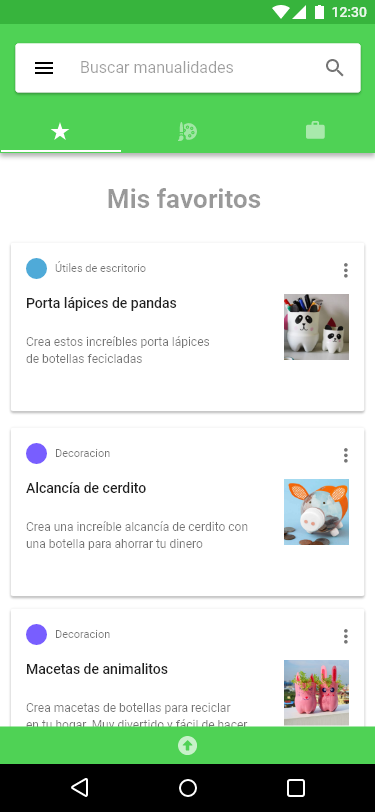 12:30
Buscar manualidades
Mis favoritos
Útiles de escritorio
Porta lápices de pandas
Crea estos increíbles porta lápices
de botellas fecicladas
Decoracion
Alcancía de cerdito
Crea una increíble alcancía de cerdito con
una botella para ahorrar tu dinero
Decoracion
Macetas de animalitos
Crea macetas de botellas para reciclar
en tu hogar. Muy divertido y fácil de hacer